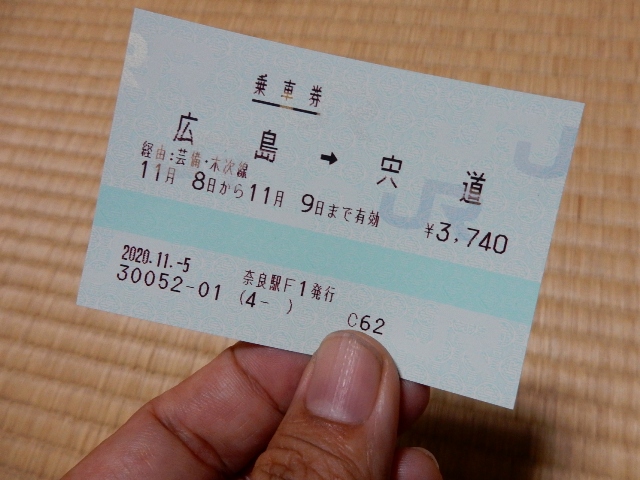 乗車券
広島 → 宍道
経由:芸備・木次線
11月 8日から11月 9日まで有効 ¥3,740
2020.11.-5 奈良駅F1発行
30052-01 (4- ) C62